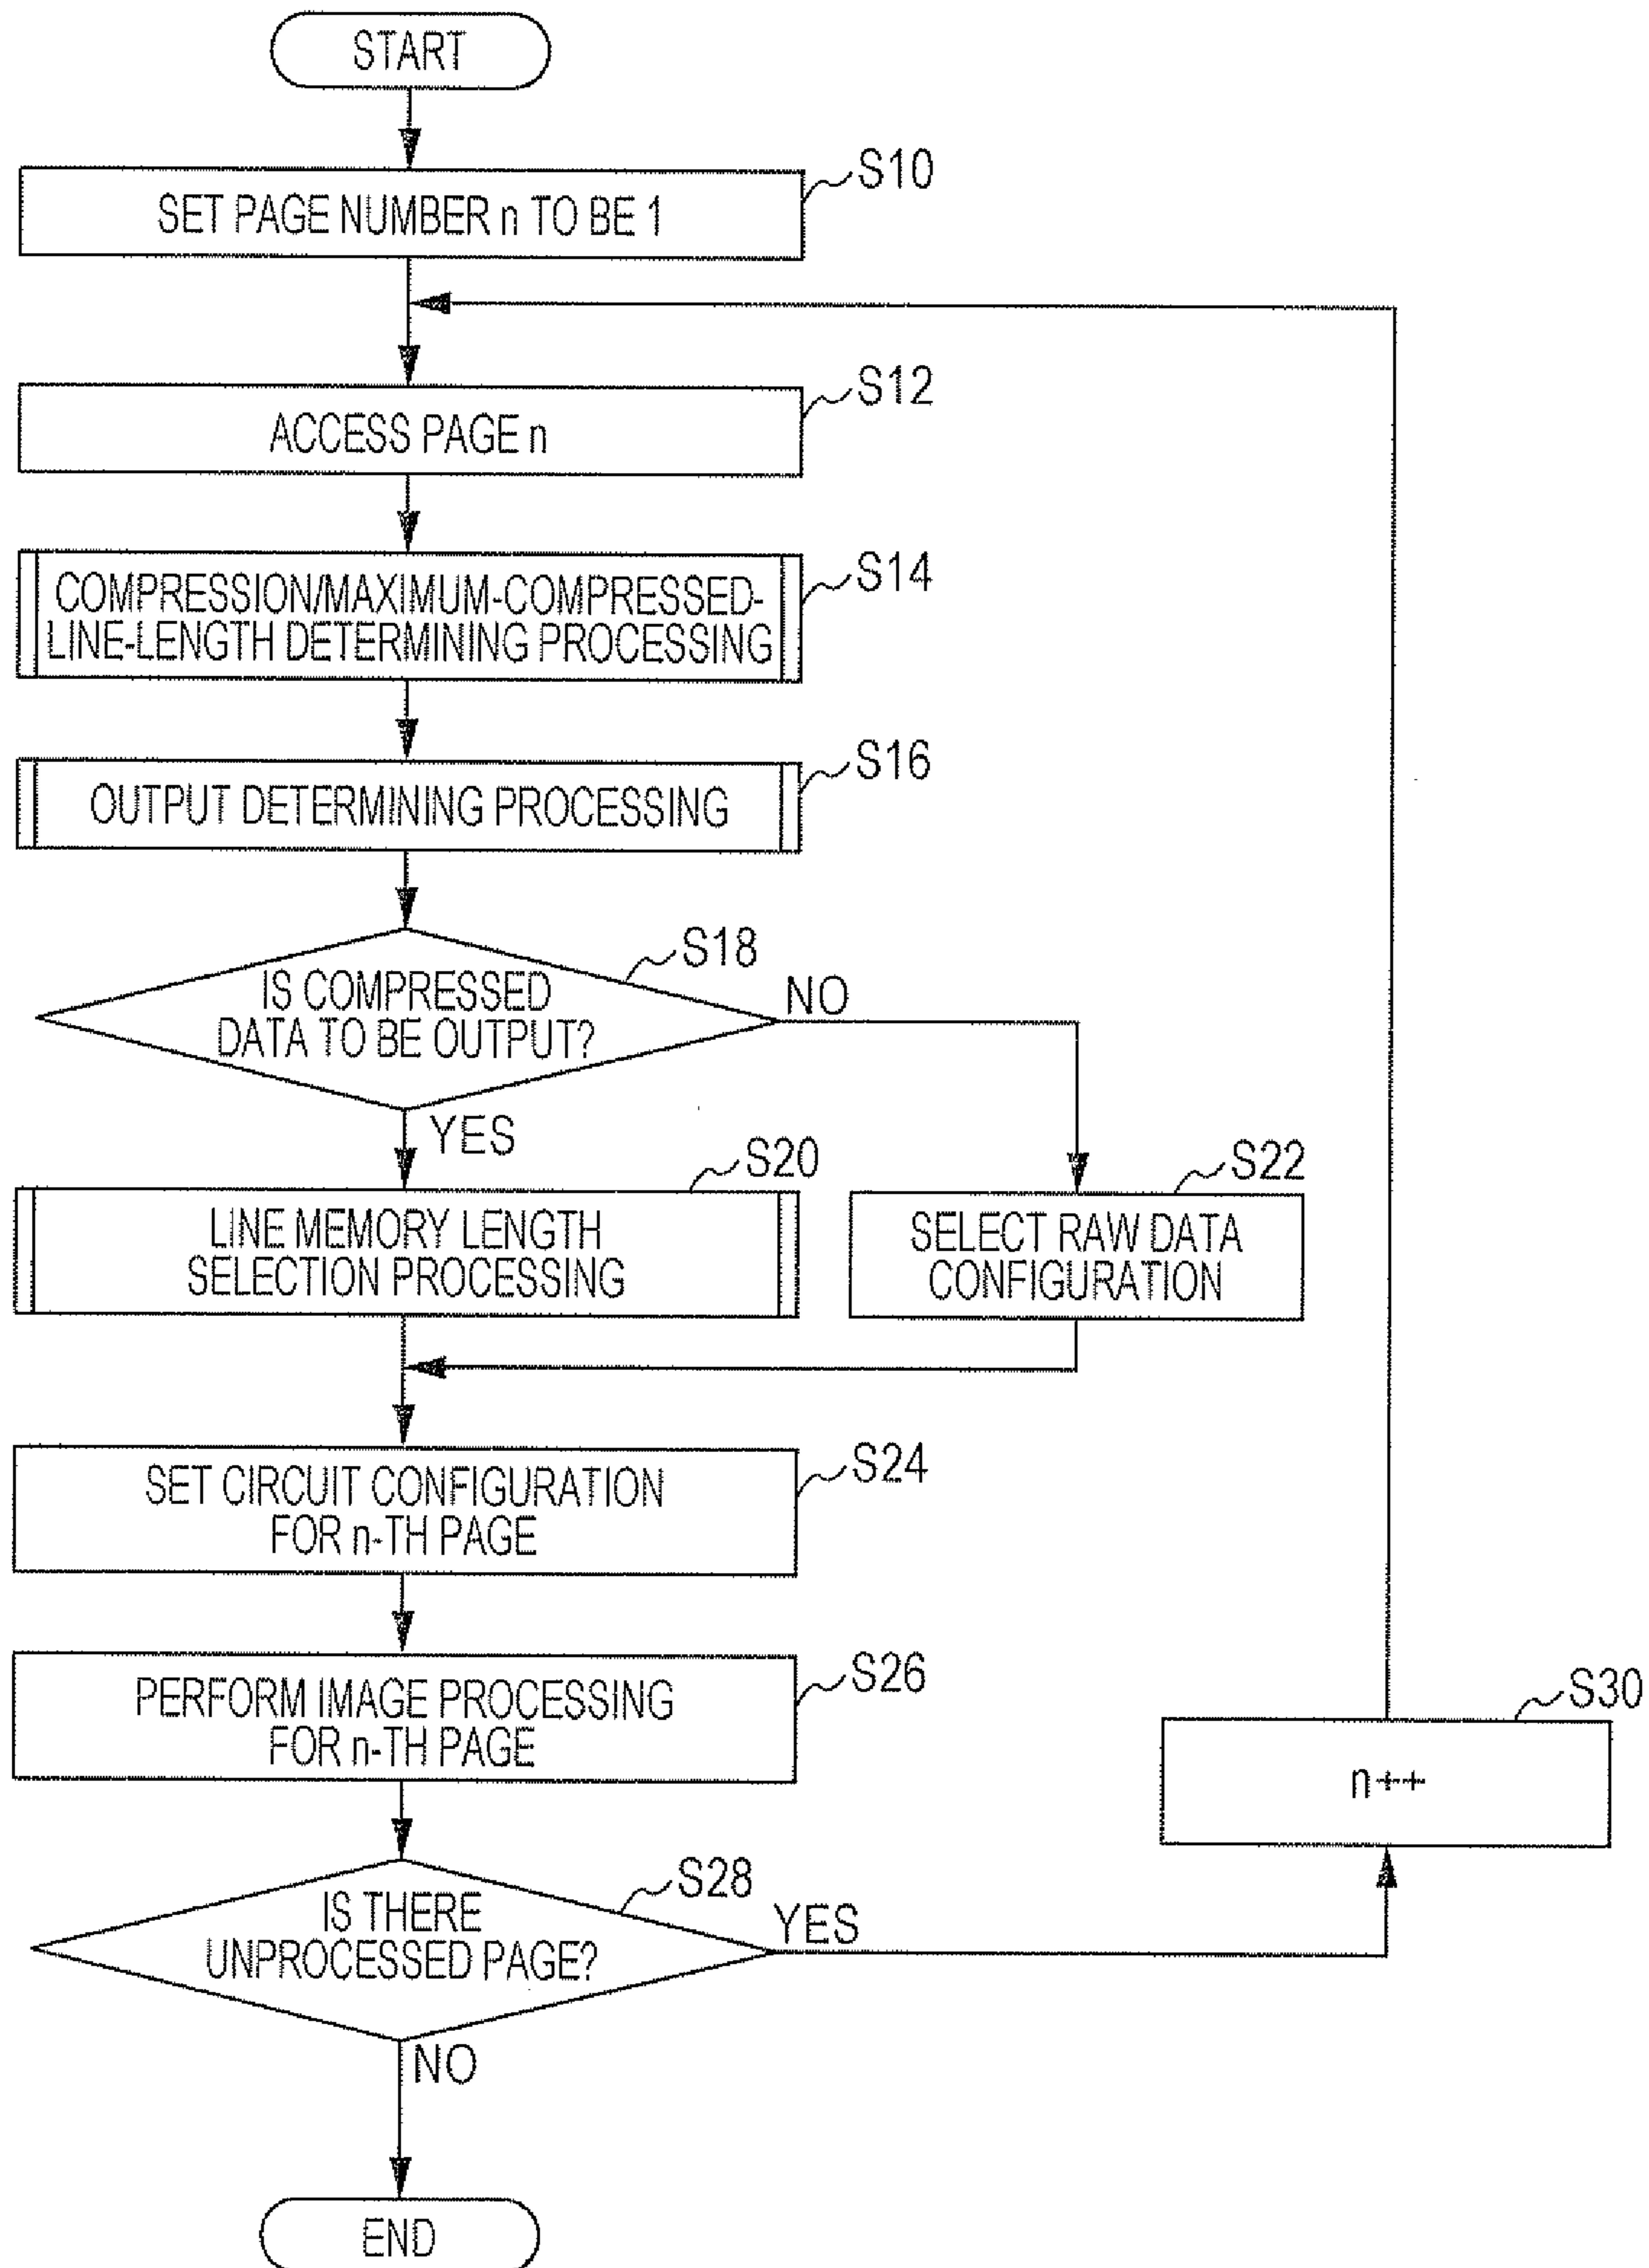 START
S10
SET PAGE NUMBER n TO BE 1
S12
ACCESS PAGE n
S14
COMPRESSION/MAXIMUM-COMPRESSED-
LINE-LENGTH DETERMINING PROCESSING
S16
OUTPUT DETERMINING PROCESSING
S18
IS COMPRESSED
DATA TO BE OUTPUT?
NO
YES
S20
LINE MEMORY LENGTH
SELECTION PROCESSING
S22
SELECT RAW DATA
CONFIGURATION
S24
SET CIRCUIT CONFIGURATION
FOR n-TH PAGE
S26
PERFORM IMAGE PROCESSING
FOR n-TH PAGE
S30
n++
S28
IS THERE
UNPROCESSED PAGE?
YES
NO
END